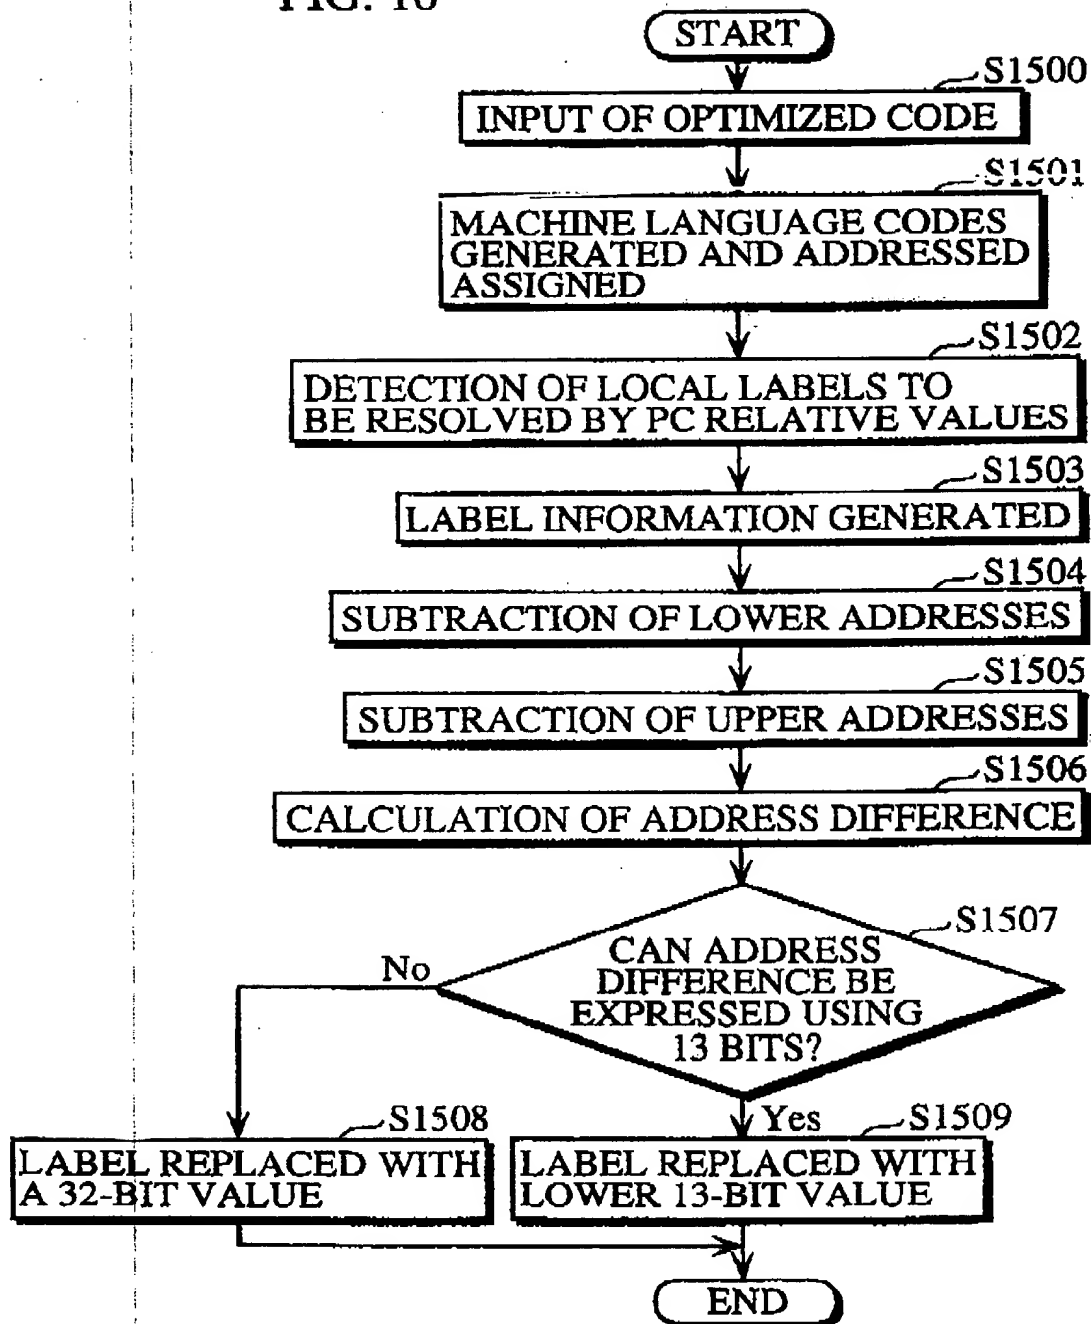 START
S1500
INPUT OF OPTIMIZED CODE
S1501
MACHINE LANGUAGE CODES
GENERATED AND ADDRESSED
ASSIGNED
S1502
DETECTION OF LOCAL LABELS TO
BE RESOLVED BY PC RELATIVE VALUES
S1503
LABEL INFORMATION GENERATED
S1504
SUBTRACTION OF LOWER ADDRESSES
S1505
SUBTRACTION OF UPPER ADDRESSES
S1506
CALCULATION OF ADDRESS DIFFERENCE
S1507
CAN ADDRESS
DIFFERENCE BE
EXPRESSED USING
13 BITS?
No
Yes
S1508
LABEL REPLACED WITH
A 32-BIT VALUE
S1509
LABEL REPLACED WITH
LOWER 13-BIT VALUE
END